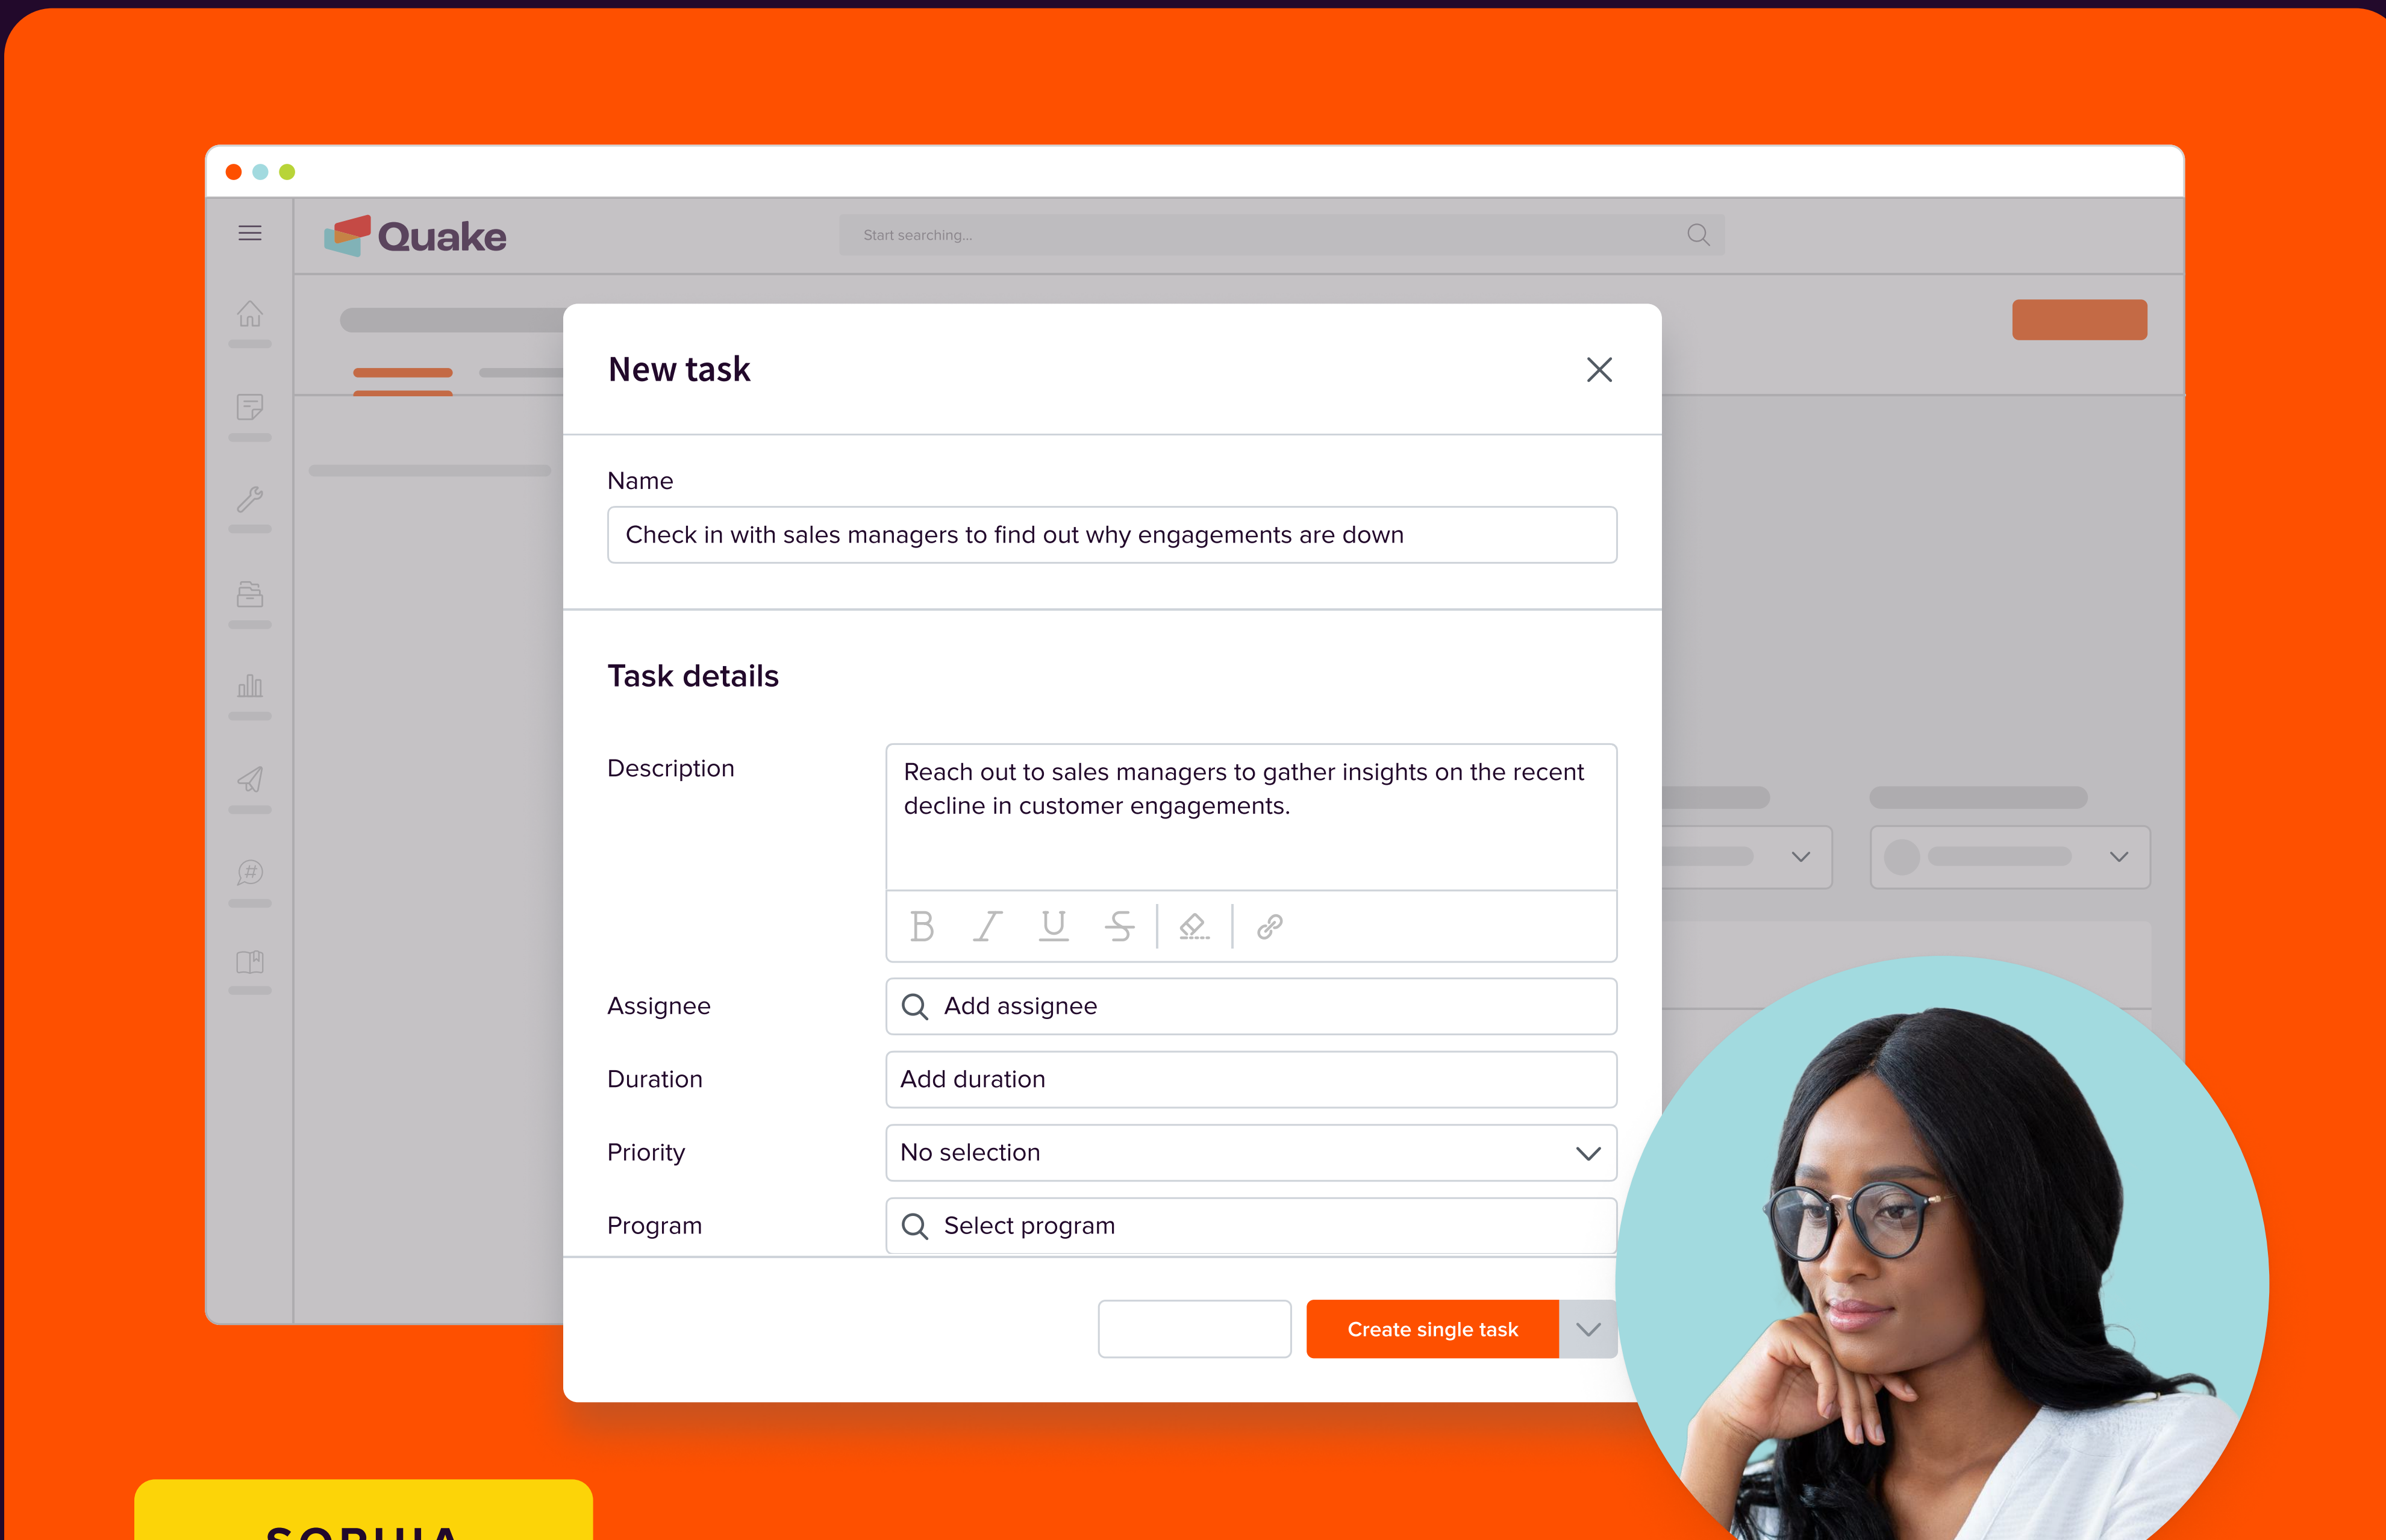 Quake
Start searching...
New task
Name
Check in with sales managers to find out why engagements are down
Task details
Description
Reach out to sales managers to gather insights on the recent
decline in customer engagements.
B I U S
Assignee
Add assignee
Duration
Add duration
Priority
No selection
Program
Select program
Create single task
SOPHIA